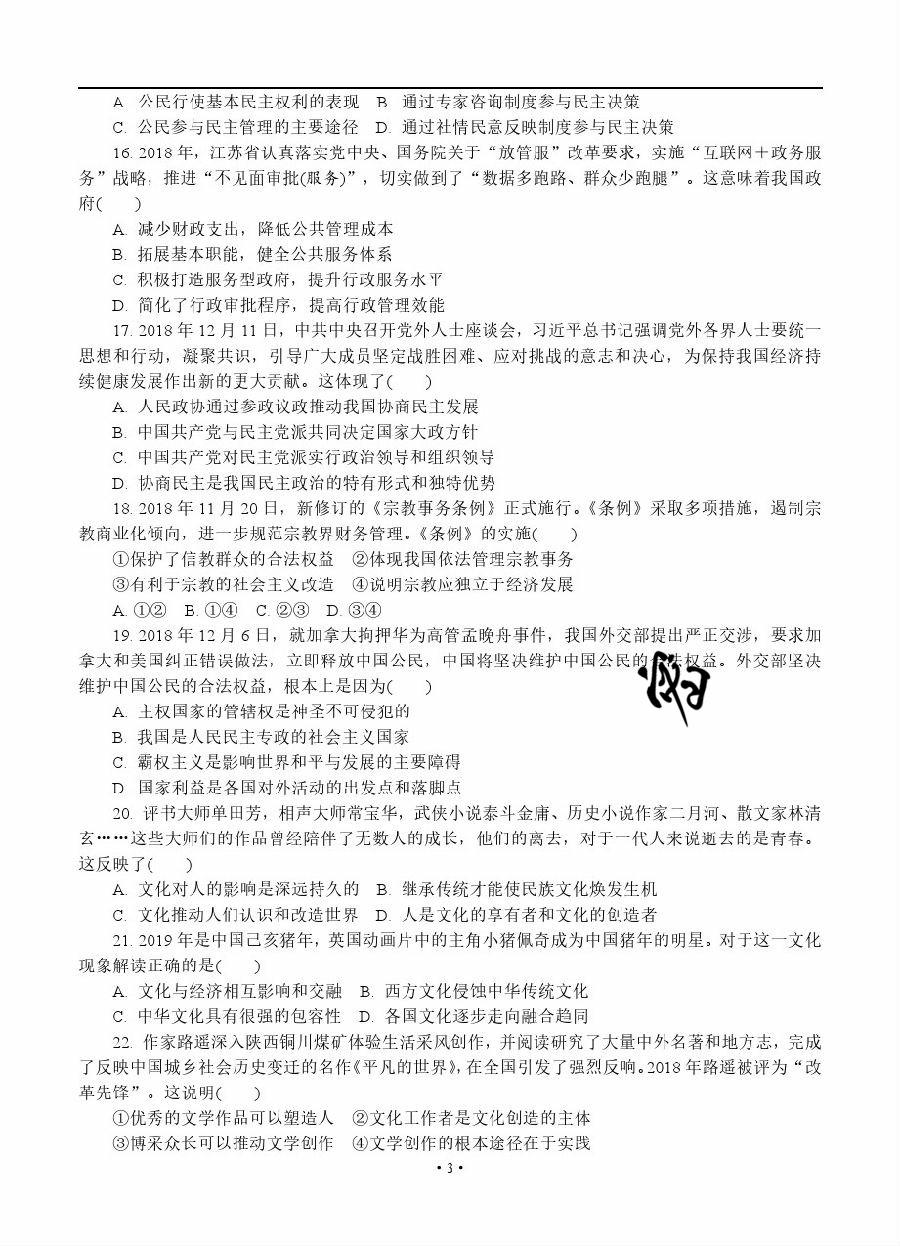 A 公民行使基本民主权利的表现 B 通过专家咨询制度参与民主决策
C. 公民参与民主管理的主要途径 D. 通过社情民意反映制度参与民主决策
16. 2018 年，江苏省认真落实党中央、国务院关于“放管服”改革要求，实施“互联网＋政务服
务”战略，推进“不见面审批(服务)”，切实做到了“数据多跑路、群众少跑腿”。这意味着我国政
府(  )
A. 减少财政支出，降低公共管理成本
B. 拓展基本职能，健全公共服务体系
C. 积极打造服务型政府，提升行政服务水平
D. 简化了行政审批程序，提高行政管理效能
17. 2018 年 12 月 11 日，中共中央召开党外人士座谈会，习近平总书记强调党外各界人士要统一
思想和行动，凝聚共识，引导广大成员坚定战胜困难、应对挑战的意志和决心，为保持我国经济持
续健康发展作出新的更大贡献。这体现了(  )
A. 人民政协通过参政议政推动我国协商民主发展
B. 中国共产党与民主党派共同决定国家大政方针
C. 中国共产党对民主党派实行政治领导和组织领导
D. 协商民主是我国民主政治的特有形式和独特优势
18. 2018 年 11 月 20 日，新修订的《宗教事务条例》正式施行。《条例》采取多项措施，遏制宗
教商业化倾向，进一步规范宗教界财务管理。《条例》的实施(  )
①保护了信教群众的合法权益 ②体现我国依法管理宗教事务
③有利于宗教的社会主义改造 ④说明宗教应独立于经济发展
A. ①② B. ①④ C. ②③ D. ③④
19. 2018 年 12 月 6 日，就加拿大拘押华为高管孟晚舟事件，我国外交部提出严正交涉，要求加
拿大和美国纠正错误做法，立即释放中国公民，中国将坚决维护中国公民的法权益。外交部坚决
维护中国公民的合法权益，根本上是因为(  )
A. 主权国家的管辖权是神圣不可侵犯的
B. 我国是人民民主专政的社会主义国家
C. 霸权主义是影响世界和平与发展的主要障碍
D 国家利益是各国对外活动的出发点和落脚点
20. 评书大师单田芳，相声大师常宝华，武侠小说泰斗金庸、历史小说作家二月河、散文家林清
玄……这些大师们的作品曾经陪伴了无数人的成长，他们的离去，对于一代人来说逝去的是青春。
这反映了(  )
A. 文化对人的影响是深远持久的 B. 继承传统才能使民族文化焕发生机
C. 文化推动人们认识和改造世界 D. 人是文化的享有者和文化的创造者
21. 2019 年是中国己亥猪年，英国动画片中的主角小猪佩奇成为中国猪年的明星。对于这一文化
现象解读正确的是(  )
A. 文化与经济相互影响和交融 B. 西方文化侵蚀中华传统文化
C. 中华文化具有很强的包容性 D. 各国文化逐步走向融合趋同
22. 作家路遥深入陕西铜川煤矿体验生活采风创作，并阅读研究了大量中外名著和地方志，完成
了反映中国城乡社会历史变迁的名作《平凡的世界》，在全国引发了强烈反响。2018 年路遥被评为“改
革先锋”。这说明(  )
①优秀的文学作品可以塑造人 ②文化工作者是文化创造的主体
③博采众长可以推动文学创作 ④文学创作的根本途径在于实践
• 3 •